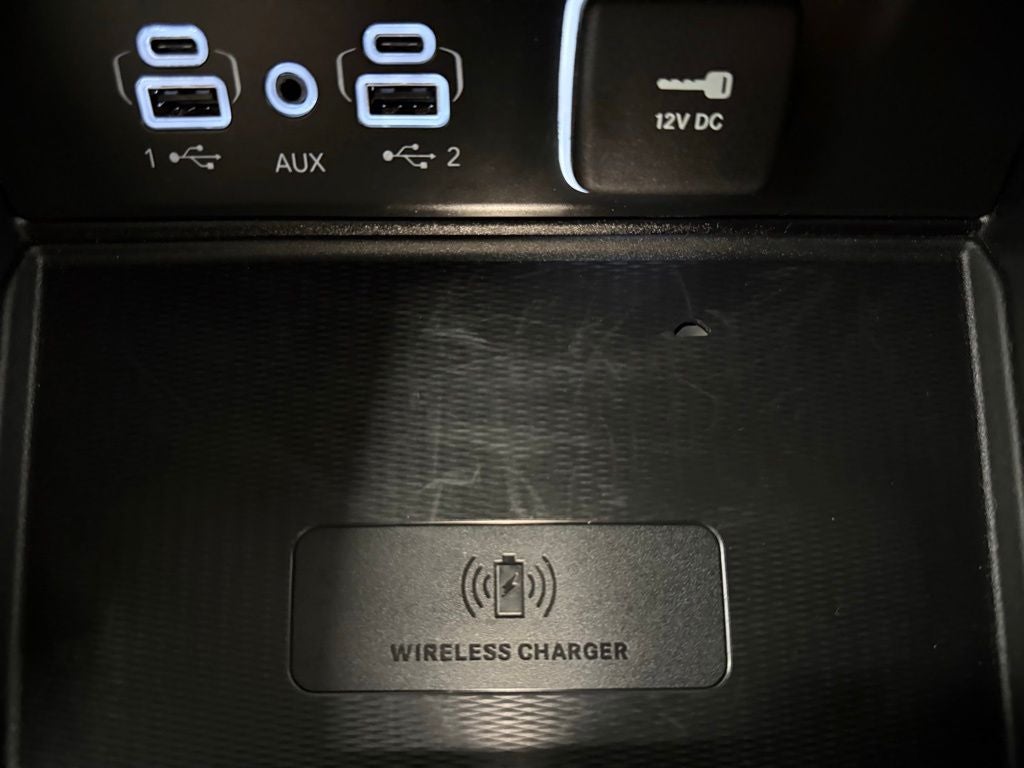 1
AUX
2
12V DC
WIRELESS CHARGER